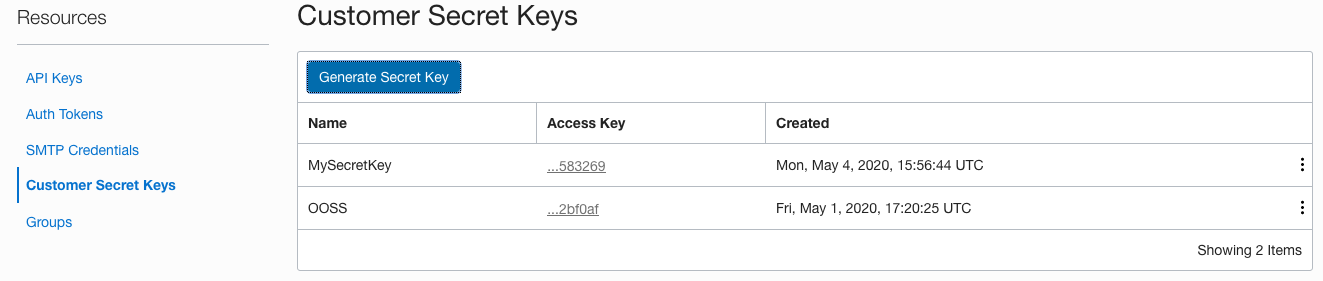 Resources
API Keys
Auth Tokens
SMTP Credentials
Customer Secret Keys
Groups
Customer Secret Keys
Generate Secret Key
Name Access Key Created
MySecretKey ...583269 Mon, May 4, 2020, 15:56:44 UTC
OOSS ...2bf0af Fri, May 1, 2020, 17:20:25 UTC
Showing 2 Items